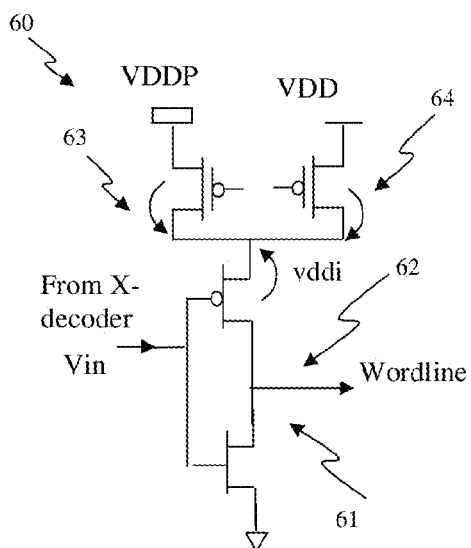 60
VDDP
VDD
64
63
vddi
62
From X-
decoder
Vin
Wordline
61